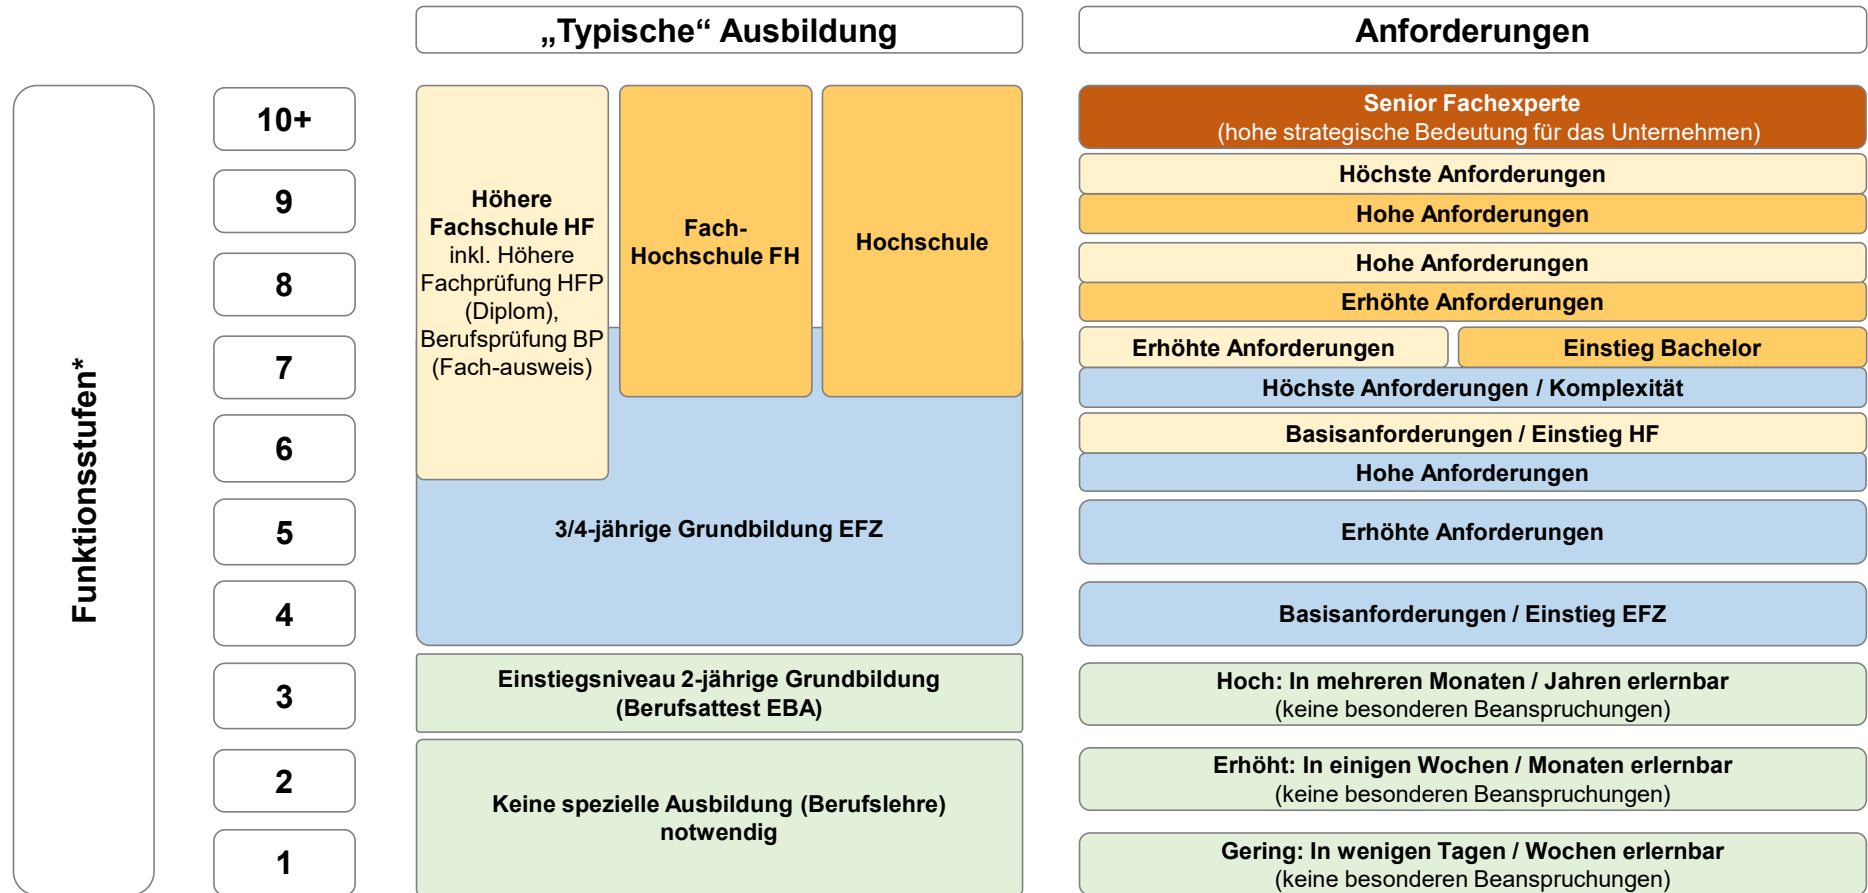 „Typische“ Ausbildung
Anforderungen
Funktionsstufen*
10+
9
8
7
6
5
4
3
2
1
Höhere
Fachschule HF
inkl. Höhere
Fachprüfung HFP
(Diplom),
Berufsprüfung BP
(Fach-ausweis)
Fach-
Hochschule FH
Hochschule
3/4-jährige Grundbildung EFZ
Einstiegsniveau 2-jährige Grundbildung
(Berufsattest EBA)
Keine spezielle Ausbildung (Berufslehre)
notwendig
Senior Fachexperte
(hohe strategische Bedeutung für das Unternehmen)
Höchste Anforderungen
Hohe Anforderungen
Hohe Anforderungen
Erhöhte Anforderungen
Erhöhte Anforderungen
Einstieg Bachelor
Höchste Anforderungen / Komplexität
Basisanforderungen / Einstieg HF
Hohe Anforderungen
Erhöhte Anforderungen
Basisanforderungen / Einstieg EFZ
Hoch: In mehreren Monaten / Jahren erlernbar
(keine besonderen Beanspruchungen)
Erhöht: In einigen Wochen / Monaten erlernbar
(keine besonderen Beanspruchungen)
Gering: In wenigen Tagen / Wochen erlernbar
(keine besonderen Beanspruchungen)